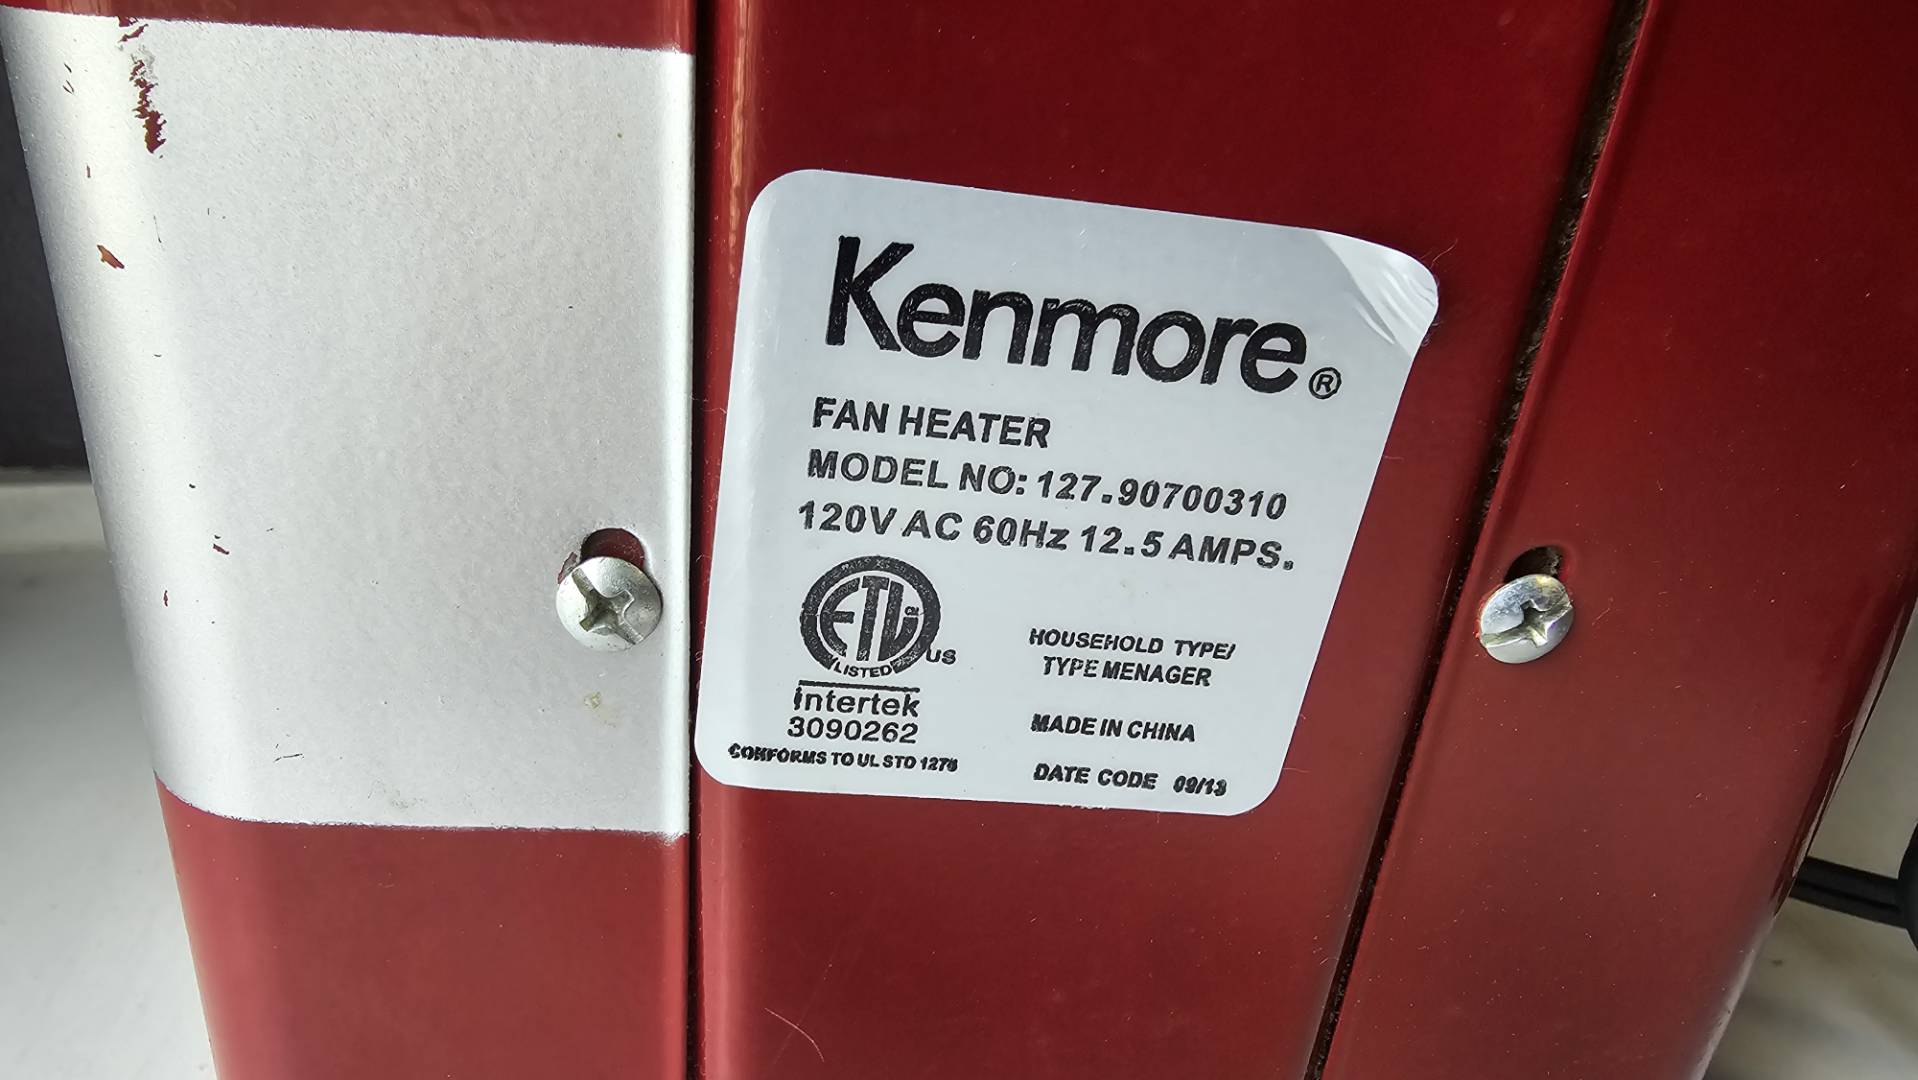 Kenmore®
FAN HEATER
MODEL NO: 127.90700310
120V AC 60Hz 12.5 AMPS.
ETL
LISTED
US
Intertek
3090262
CONFORMS TO UL STD
HOUSEHOLD TYPE/
TYPE MENAGER
MADE IN CHINA
DATE CODE 09/13